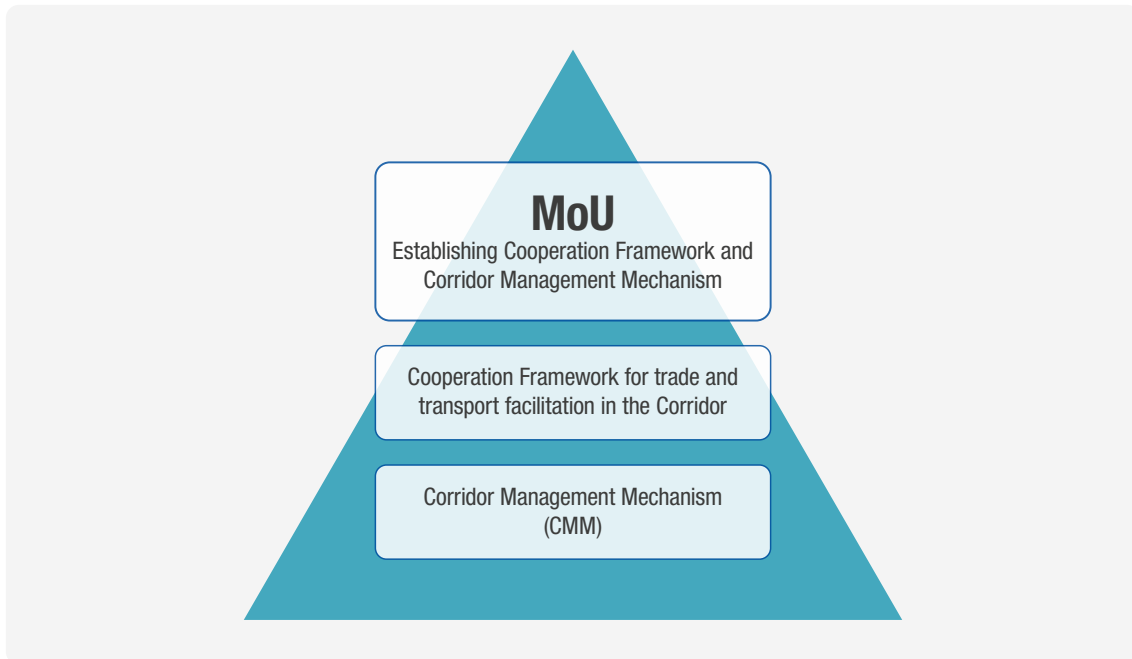 MoU
Establishing Cooperation Framework and
Corridor Management Mechanism
Cooperation Framework for trade and
transport facilitation in the Corridor
Corridor Management Mechanism
(CMM)